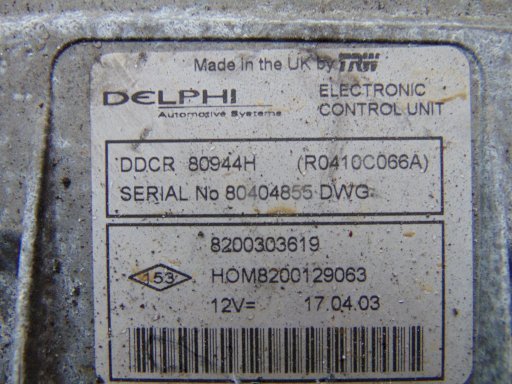 Made in the UK by TRW
DELPHI
Automotive Systems
ELECTRONIC
CONTROL UNIT
DDCR 80944H (R0410C066A)
SERIAL No 80404855 DWG
8200303619
153 HOM8200129063
12V= 17.04.03